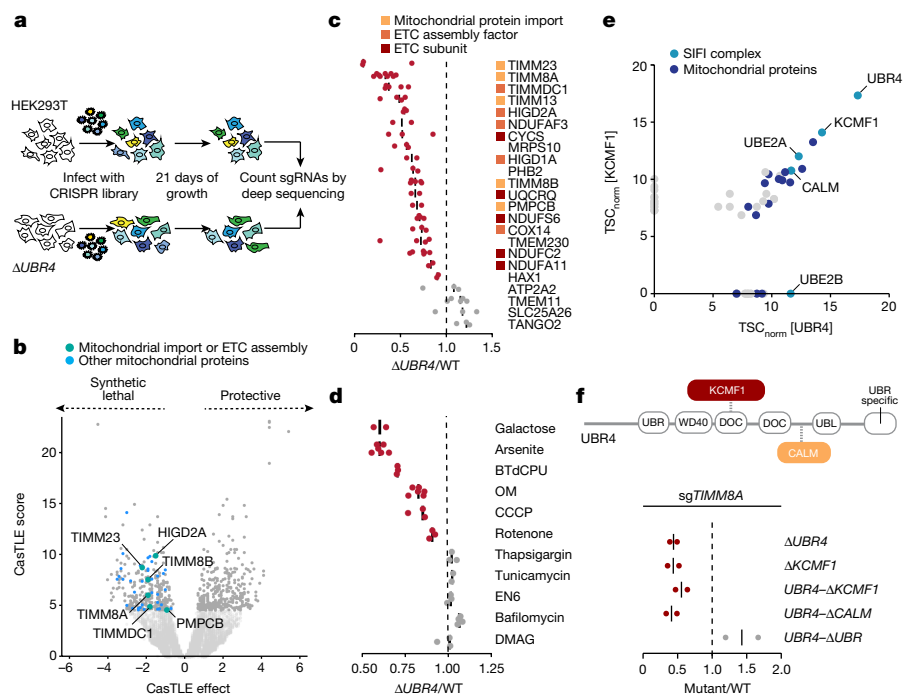 a
HEK293T
Infect with
CRISPR library
21 days of
growth
Count sgRNAs by
deep sequencing
ΔUBR4
b
Mitochondrial import or ETC assembly
Other mitochondrial proteins
Synthetic
lethal
Protective
CasTLE score
20
15
10
5
0
TIMM23
HIGD2A
TIMM8B
TIMM8A
TIMMDC1
PMPCB
−6
−4
−2
0
2
4
6
CasTLE effect
c
Mitochondrial protein import
ETC assembly factor
ETC subunit
TIMM23
TIMM8A
TIMMDC1
TIMM13
HIGD2A
NDUFAF3
CYCS
MRPS10
HIGD1A
PHB2
TIMM8B
UQCRQ
PMPCB
NDUFS6
COX14
TMEM230
NDUFC2
NDUFA11
HAX1
ATP2A2
TMEM11
SLC25A26
TANGO2
0
0.5
1.0
1.5
ΔUBR4/WT
d
Galactose
Arsenite
BTdCPU
OM
CCCP
Rotenone
Thapsigargin
Tunicamycin
EN6
Bafilomycin
DMAG
0.50
0.75
1.00
1.25
ΔUBR4/WT
e
SIFI complex
Mitochondrial proteins
TSCnorm [KCMF1]
20
15
10
5
0
UBR4
KCMF1
UBE2A
CALM
UBE2B
0
5
10
15
20
TSCnorm [UBR4]
f
KCMF1
UBR
specific
UBR4
UBR
WD40
DOC
DOC
UBL
CALM
sgTIMM8A
ΔUBR4
ΔKCMF1
UBR4–ΔKCMF1
UBR4–ΔCALM
UBR4–ΔUBR
0
0.5
1.0
1.5
2.0
Mutant/WT